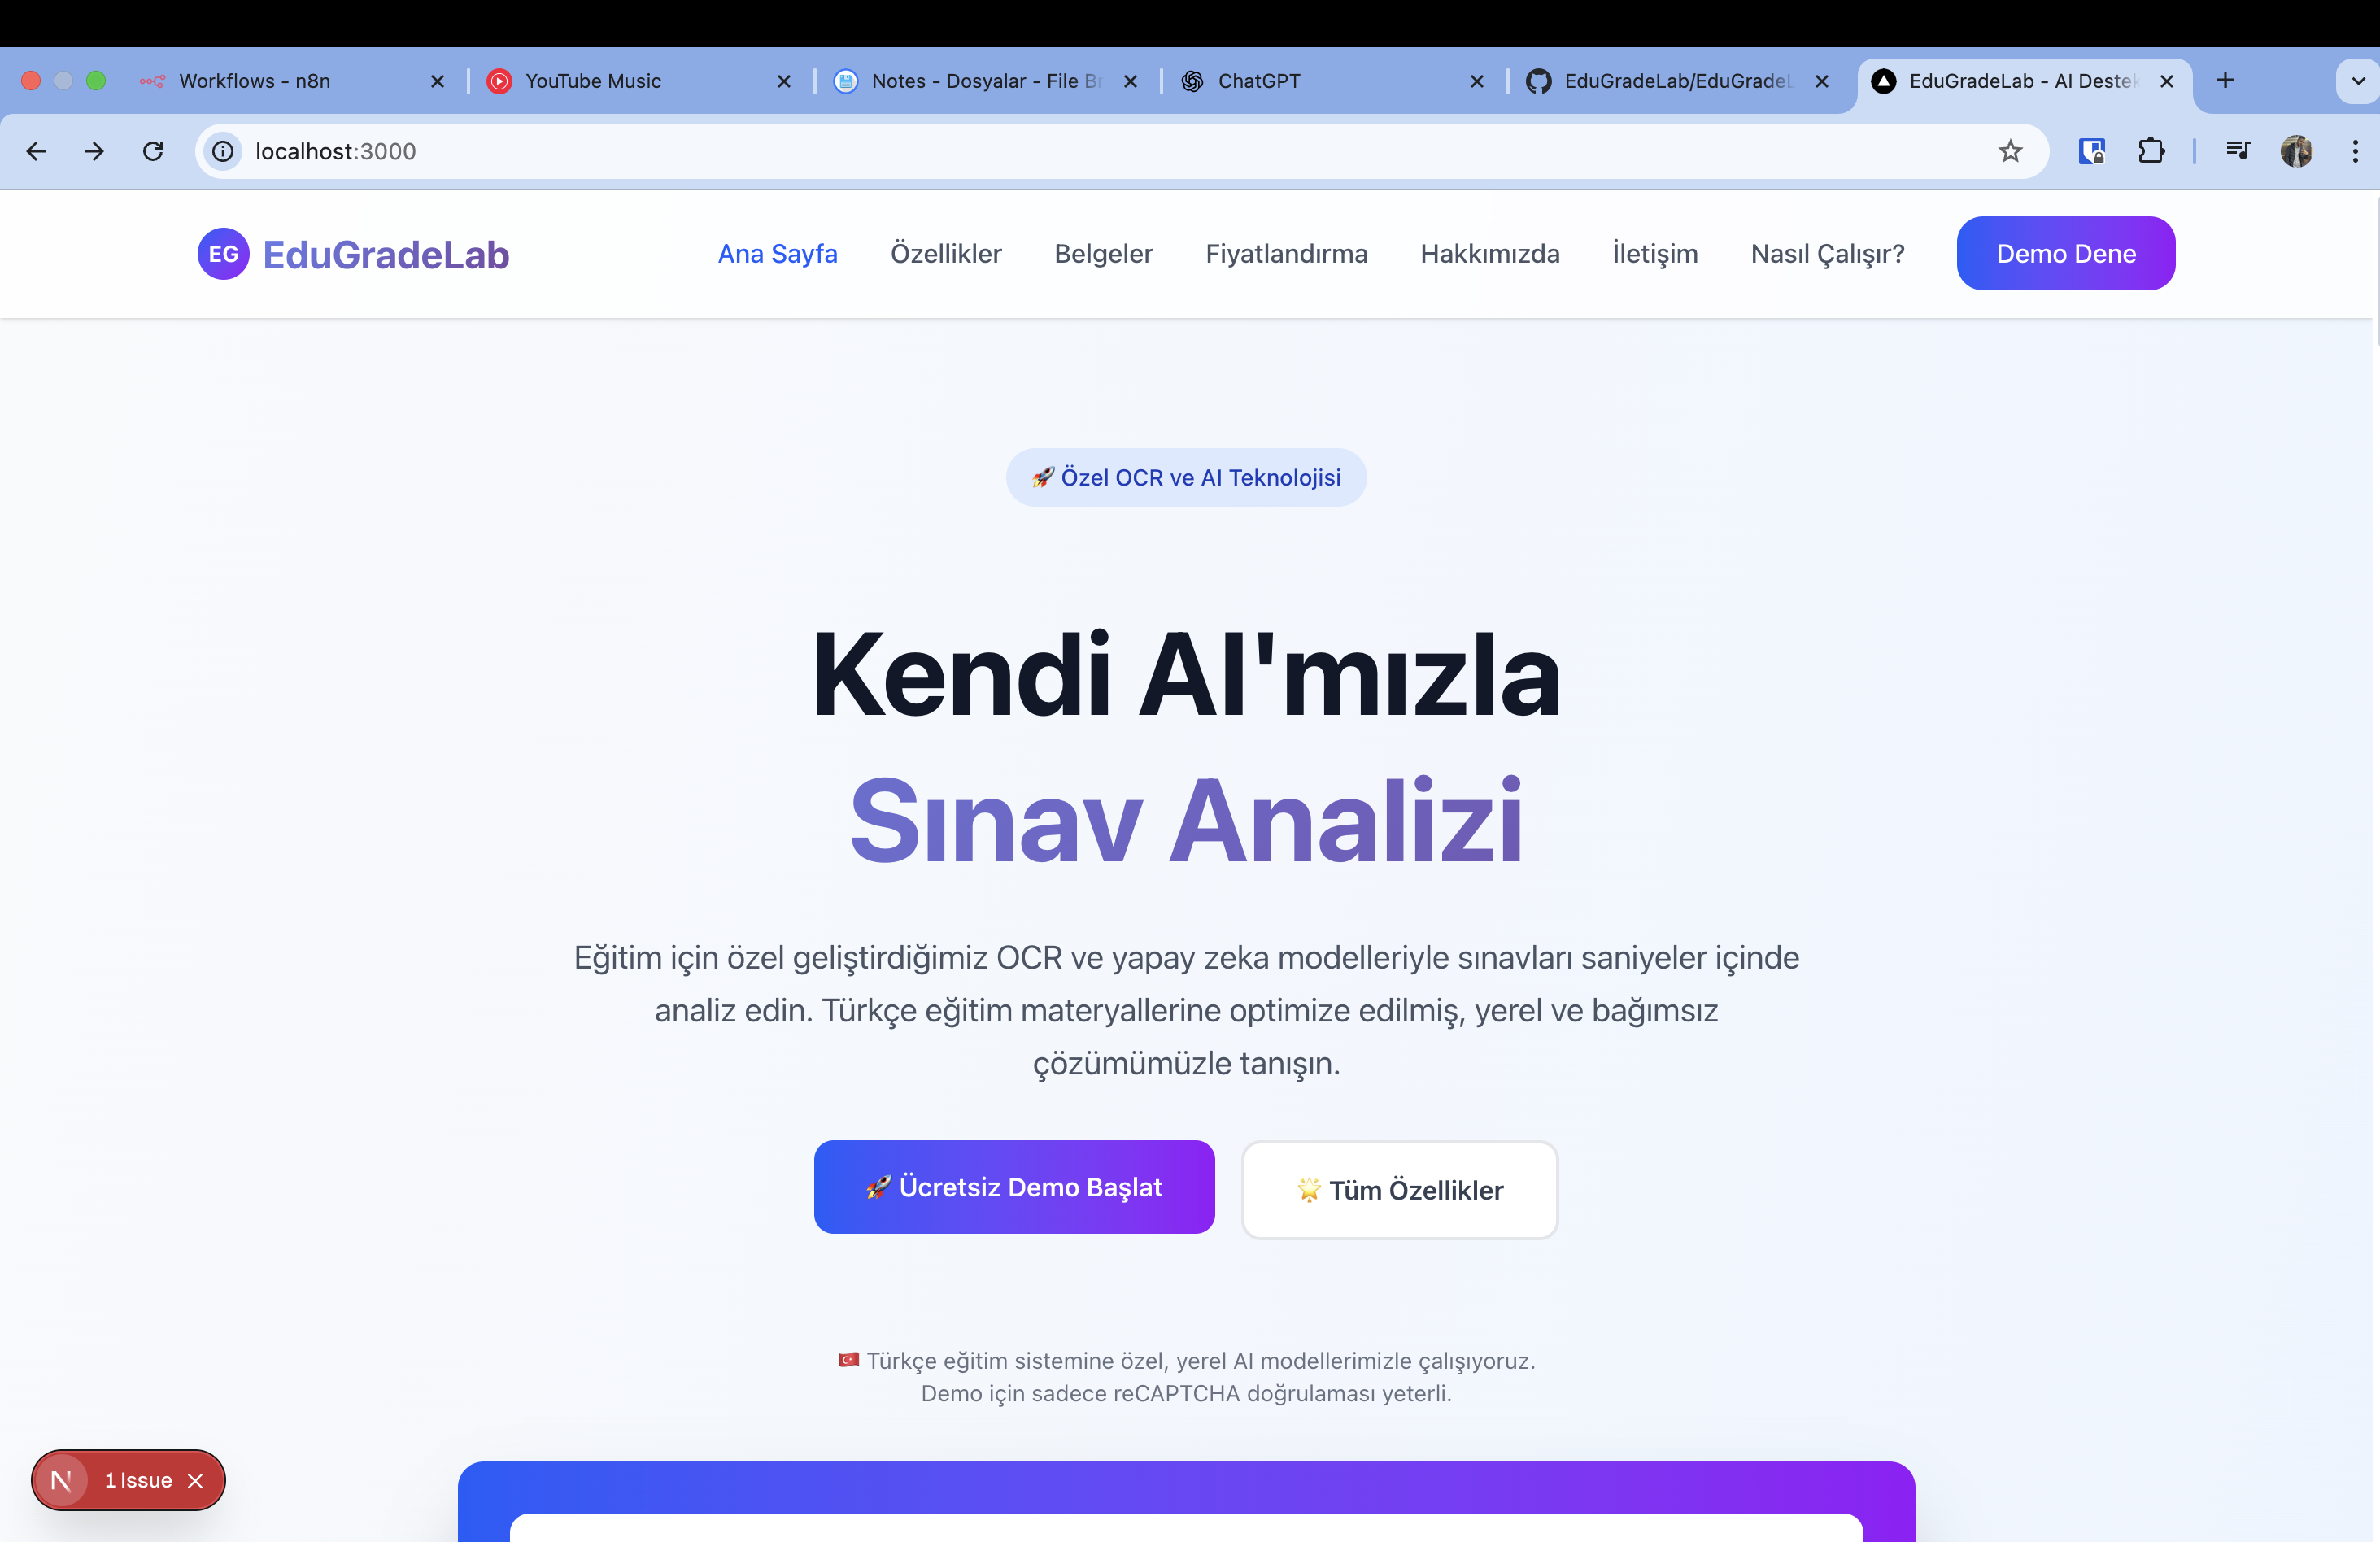 Workflows - n8n
YouTube Music
Notes - Dosyalar - File Br
ChatGPT
EduGradeLab/EduGradeL
EduGradeLab - AI Destek
localhost:3000
EG EduGradeLab
Ana Sayfa
Özellikler
Belgeler
Fiyatlandırma
Hakkımızda
İletişim
Nasıl Çalışır?
Demo Dene
🚀 Özel OCR ve AI Teknolojisi
Kendi AI'mızla
Sınav Analizi
Eğitim için özel geliştirdiğimiz OCR ve yapay zeka modelleriyle sınavları saniyeler içinde
analiz edin. Türkçe eğitim materyallerine optimize edilmiş, yerel ve bağımsız
çözümümüzle tanışın.
🚀 Ücretsiz Demo Başlat
🌟 Tüm Özellikler
🇹🇷 Türkçe eğitim sistemine özel, yerel AI modellerimizle çalışıyoruz.
Demo için sadece reCAPTCHA doğrulaması yeterli.
N 1 Issue